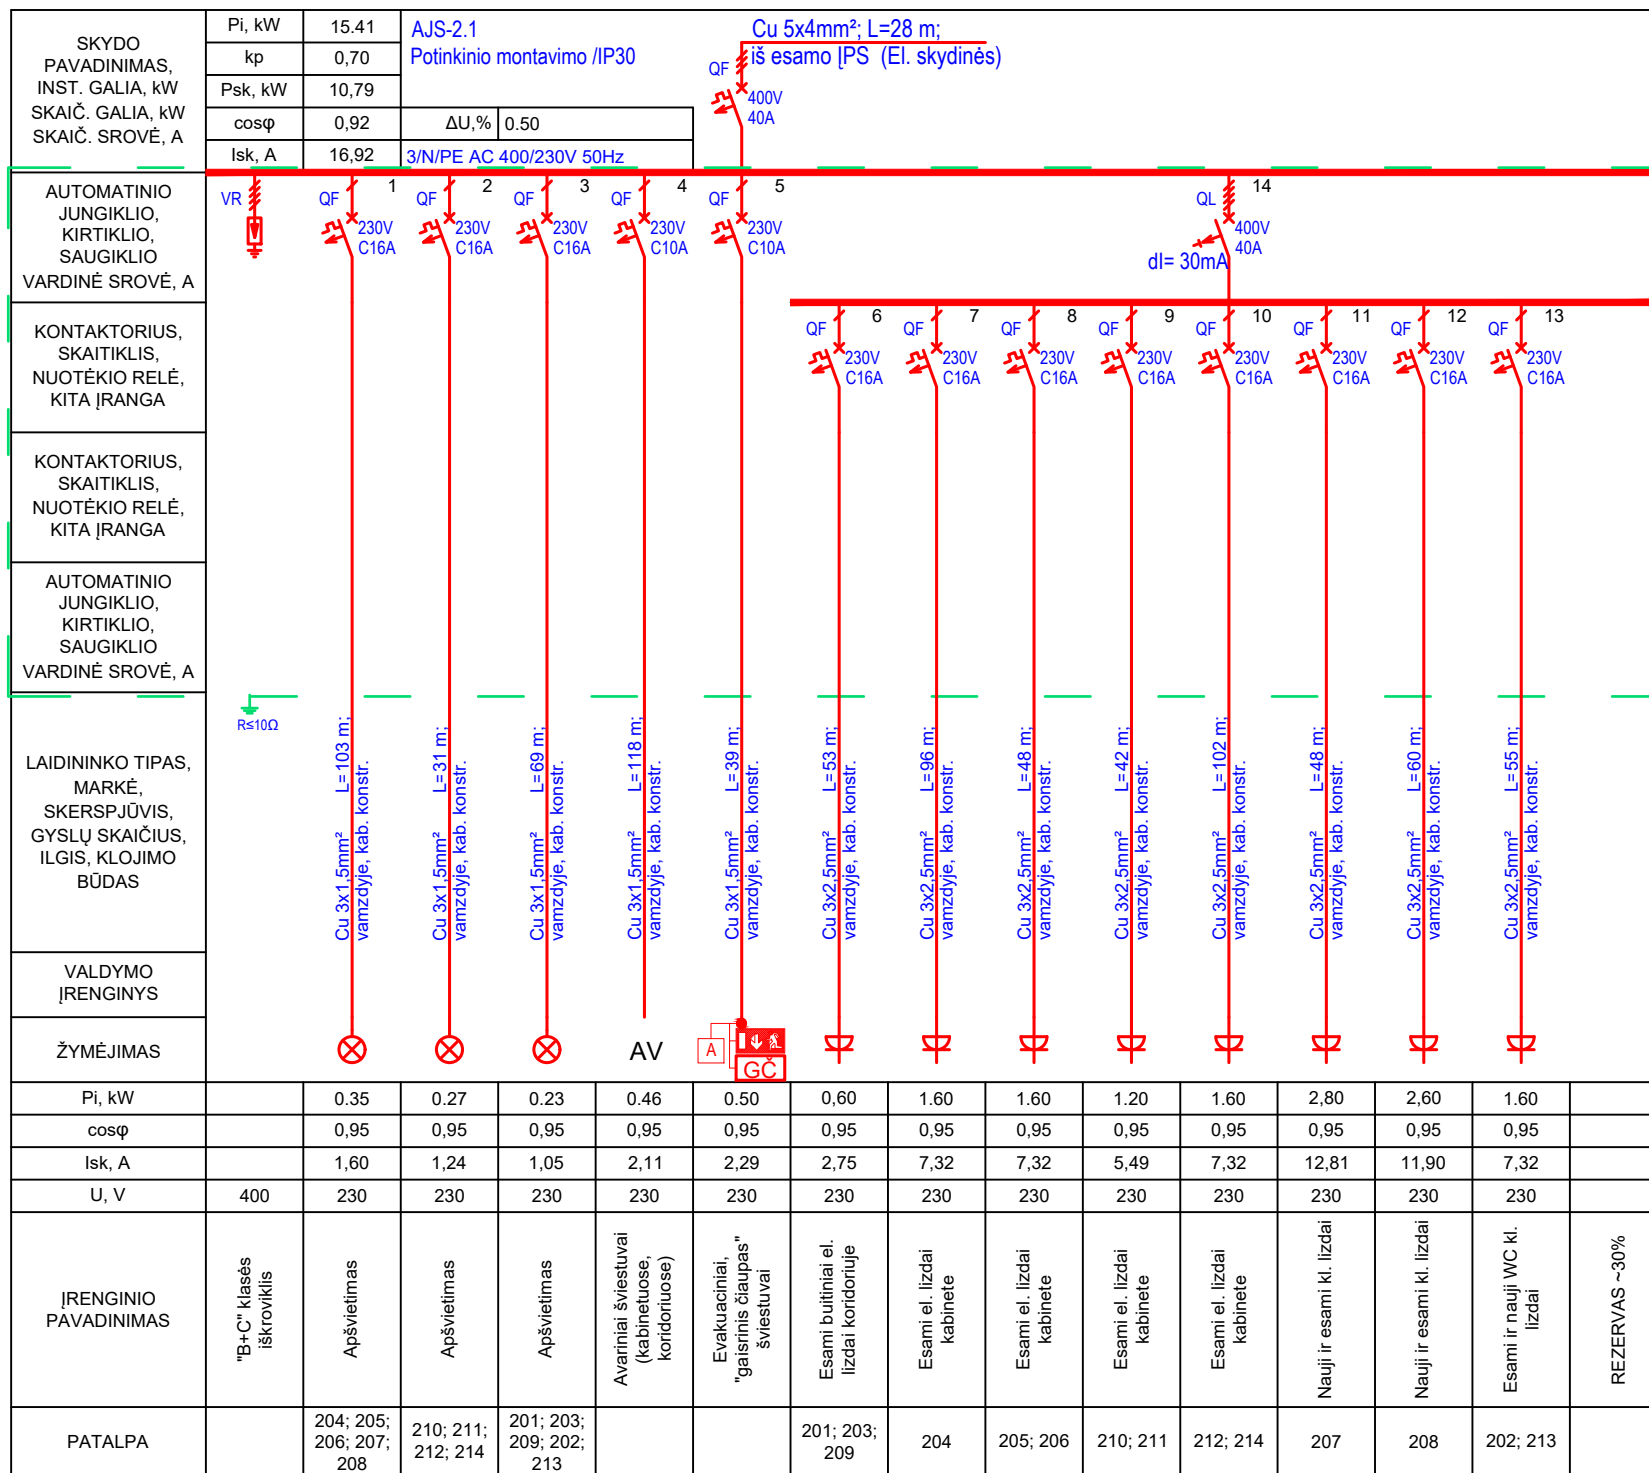 SKYDO
PAVADINIMAS,
INST. GALIA, kW
SKAIČ. GALIA, kW
SKAIČ. SROVĖ, A
Pi, kW 15.41
kp 0,70
Psk, kW 10,79
cosφ 0,92 ΔU,% 0.50
Isk, A 16,92 3/N/PE AC 400/230V 50Hz
AJS-2.1
Potinkinio montavimo /IP30
Cu 5x4mm²; L=28 m;
iš esamo ĮPS (El. skydinės)
QF
400V
40A
AUTOMATINIO
JUNGIKLIO,
KIRTIKLIO,
SAUGIKLIO
VARDINĖ SROVĖ, A
VR
QF 1
230V
C16A
QF 2
230V
C16A
QF 3
230V
C16A
QF 4
230V
C10A
QF 5
230V
C10A
QL 14
400V
40A
dI= 30mA
KONTAKTORIUS,
SKAITIKLIS,
NUOTĖKIO RELĖ,
KITA ĮRANGA
QF 6
230V
C16A
QF 7
230V
C16A
QF 8
230V
C16A
QF 9
230V
C16A
QF 10
230V
C16A
QF 11
230V
C16A
QF 12
230V
C16A
QF 13
230V
C16A
KONTAKTORIUS,
SKAITIKLIS,
NUOTĖKIO RELĖ,
KITA ĮRANGA
AUTOMATINIO
JUNGIKLIO,
KIRTIKLIO,
SAUGIKLIO
VARDINĖ SROVĖ, A
R≤10Ω
LAIDININKO TIPAS,
MARKĖ,
SKERSPJŪVIS,
GYSLŲ SKAIČIUS,
ILGIS, KLOJIMO
BŪDAS
Cu 3x1,5mm² L=103 m;
vamzdyje, kab. konstr.
Cu 3x1,5mm² L=31 m;
vamzdyje, kab. konstr.
Cu 3x1,5mm² L=69 m;
vamzdyje, kab. konstr.
Cu 3x1,5mm² L=118 m;
vamzdyje, kab. konstr.
Cu 3x1,5mm² L=39 m;
vamzdyje, kab. konstr.
Cu 3x2,5mm² L=53 m;
vamzdyje, kab. konstr.
Cu 3x2,5mm² L=96 m;
vamzdyje, kab. konstr.
Cu 3x2,5mm² L=48 m;
vamzdyje, kab. konstr.
Cu 3x2,5mm² L=42 m;
vamzdyje, kab. konstr.
Cu 3x2,5mm² L=102 m;
vamzdyje, kab. konstr.
Cu 3x2,5mm² L=48 m;
vamzdyje, kab. konstr.
Cu 3x2,5mm² L=60 m;
vamzdyje, kab. konstr.
Cu 3x2,5mm² L=55 m;
vamzdyje, kab. konstr.
VALDYMO
ĮRENGINYS
ŽYMĖJIMAS
AV
A
GČ
Pi, kW 0.35 0.27 0.23 0.46 0.50 0,60 1.60 1.60 1.20 1.60 2,80 2,60 1.60
cosφ 0,95 0,95 0,95 0,95 0,95 0,95 0,95 0,95 0,95 0,95 0,95 0,95 0,95
Isk, A 1,60 1,24 1,05 2,11 2,29 2,75 7,32 7,32 5,49 7,32 12,81 11,90 7,32
U, V 400 230 230 230 230 230 230 230 230 230 230 230 230 230
ĮRENGINIO
PAVADINIMAS
"B+C" klasės
iškroviklis
Apšvietimas
Apšvietimas
Apšvietimas
Avariniai šviestuvai
(kabinetuose,
koridoriuose)
Evakuaciniai,
"gaisrinis čiaupas"
šviestuvai
Esami buitiniai el.
lizdai koridoriuje
Esami el. lizdai
kabinete
Esami el. lizdai
kabinete
Esami el. lizdai
kabinete
Esami el. lizdai
kabinete
Nauji ir esami kl. lizdai
Nauji ir esami kl. lizdai
Esami ir nauji WC kl.
lizdai
REZERVAS ~30%
PATALPA
204; 205;
206; 207;
208
210; 211;
212; 214
201; 203;
209; 202;
213
201; 203;
209
204
205; 206
210; 211
212; 214
207
208
202; 213